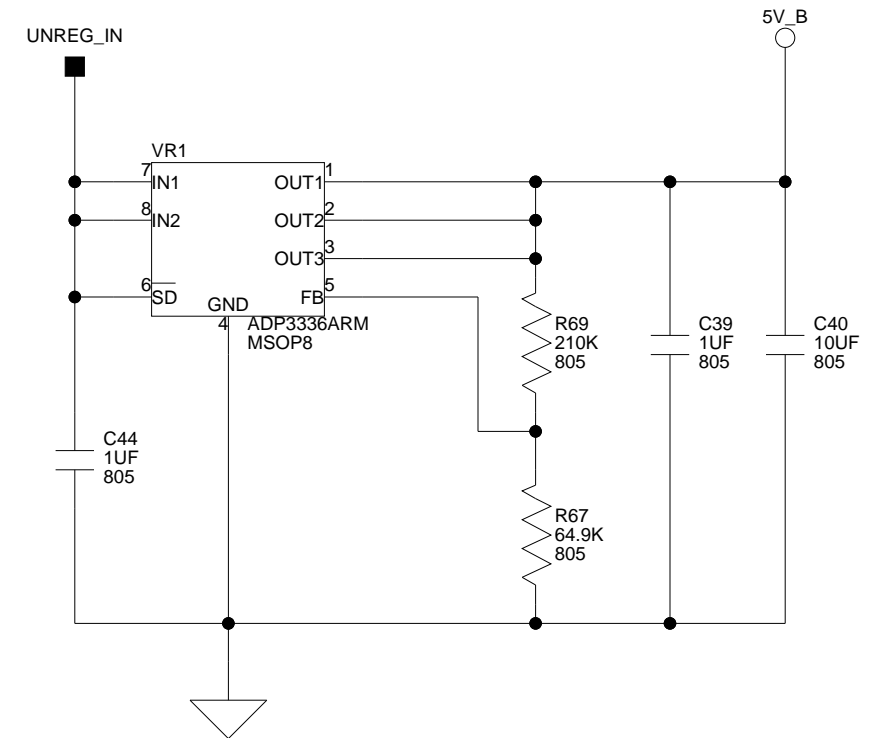 5V_B
UNREG_IN
VR1
7
IN1
OUT1
1
8
IN2
OUT2
2
OUT3
3
6
SD
GND
FB
5
4
ADP3336ARM
MSOP8
R69
210K
805
C39
1UF
805
C40
10UF
805
C44
1UF
805
R67
64.9K
805